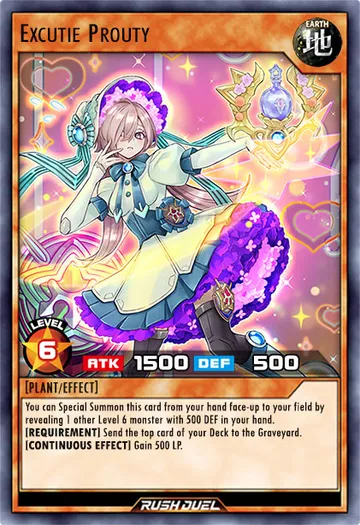 Excutie Prouty
EARTH
地
LEVEL
6
ATK 1500 DEF 500
[PLANT/EFFECT]
You can Special Summon this card from your hand face-up to your field by
revealing 1 other Level 6 monster with 500 DEF in your hand.
[REQUIREMENT] Send the top card of your Deck to the Graveyard.
[CONTINUOUS EFFECT] Gain 500 LP.
RUSH DUEL